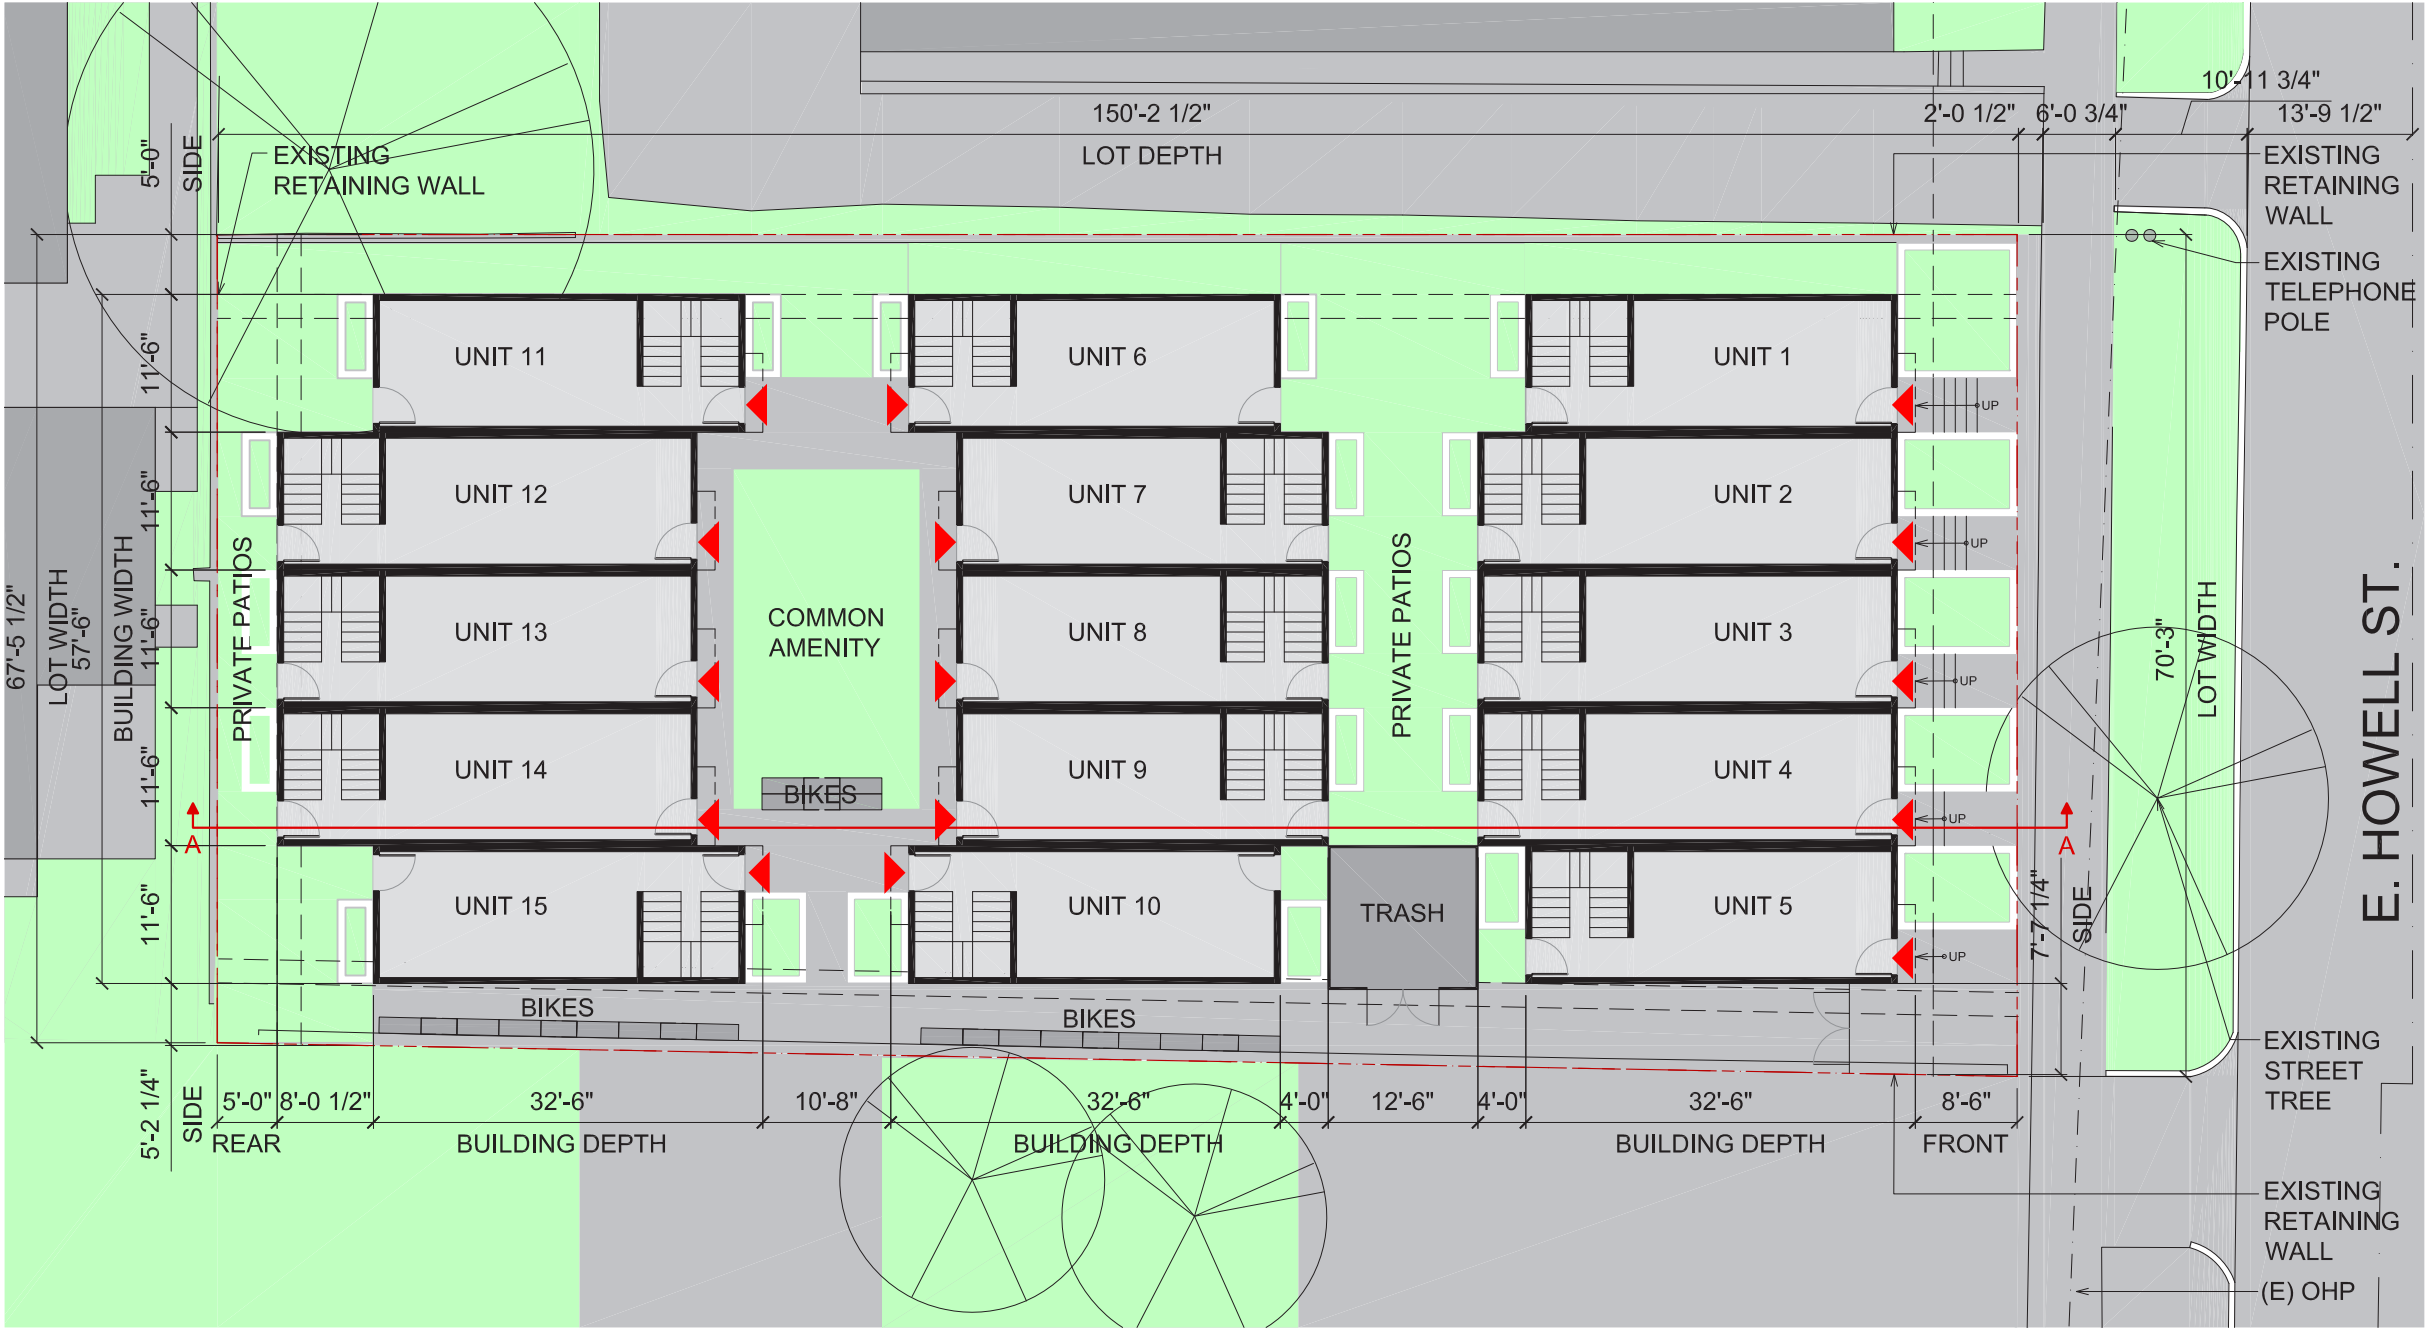 10'-11 3/4"
150'-2 1/2"
2'-0 1/2"
6'-0 3/4"
13'-9 1/2"
LOT DEPTH
5'-0"
SIDE
EXISTING
RETAINING WALL
EXISTING
RETAINING
WALL
EXISTING
TELEPHONE
POLE
UNIT 11
UNIT 6
UNIT 1
11'-6"
UP
UNIT 12
UNIT 7
UNIT 2
11'-6"
UP
67'-5 1/2"
LOT WIDTH
57'-6"
BUILDING WIDTH
11'-6"
PRIVATE PATIOS
UNIT 13
COMMON
AMENITY
UNIT 8
PRIVATE PATIOS
UNIT 3
UP
70'-3"
LOT WIDTH
E. HOWELL ST.
11'-6"
UNIT 14
BIKES
UNIT 9
UNIT 4
UP
A
A
11'-6"
UNIT 15
UNIT 10
TRASH
UNIT 5
UP
7'-7 1/4"
SIDE
BIKES
BIKES
EXISTING
STREET
TREE
5'-2 1/4"
SIDE
5'-0"
8'-0 1/2"
32'-6"
10'-8"
32'-6"
4'-0"
12'-6"
4'-0"
32'-6"
8'-6"
REAR
BUILDING DEPTH
BUILDING DEPTH
BUILDING DEPTH
FRONT
EXISTING
RETAINING
WALL
(E) OHP